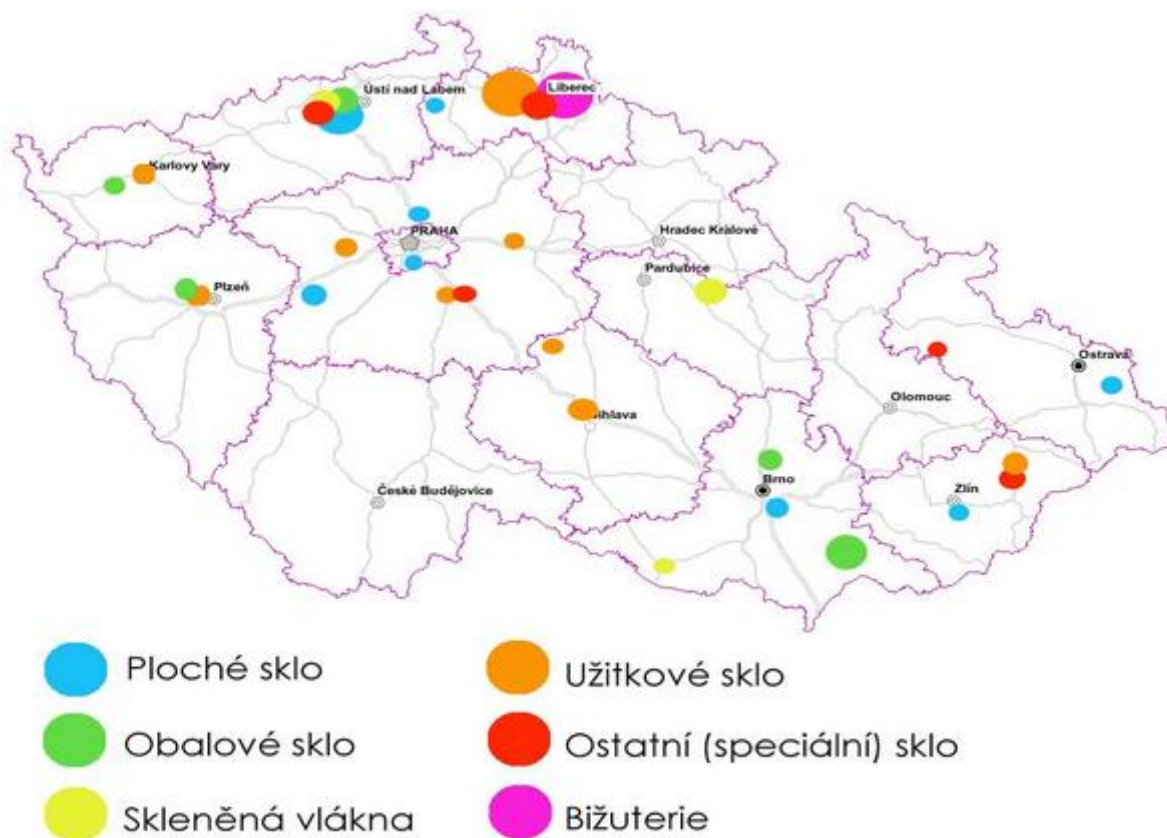 Ústí nad Labem
Liberec
Karlovy Vary
PRAHA
Hradec Králové
Pardubice
Plzeň
Ostrava
Olomouc
Jihlava
Brno
Zlín
České Budějovice
Ploché sklo
Užitkové sklo
Obalové sklo
Ostatní (speciální) sklo
Skleněná vlákna
Bižuterie